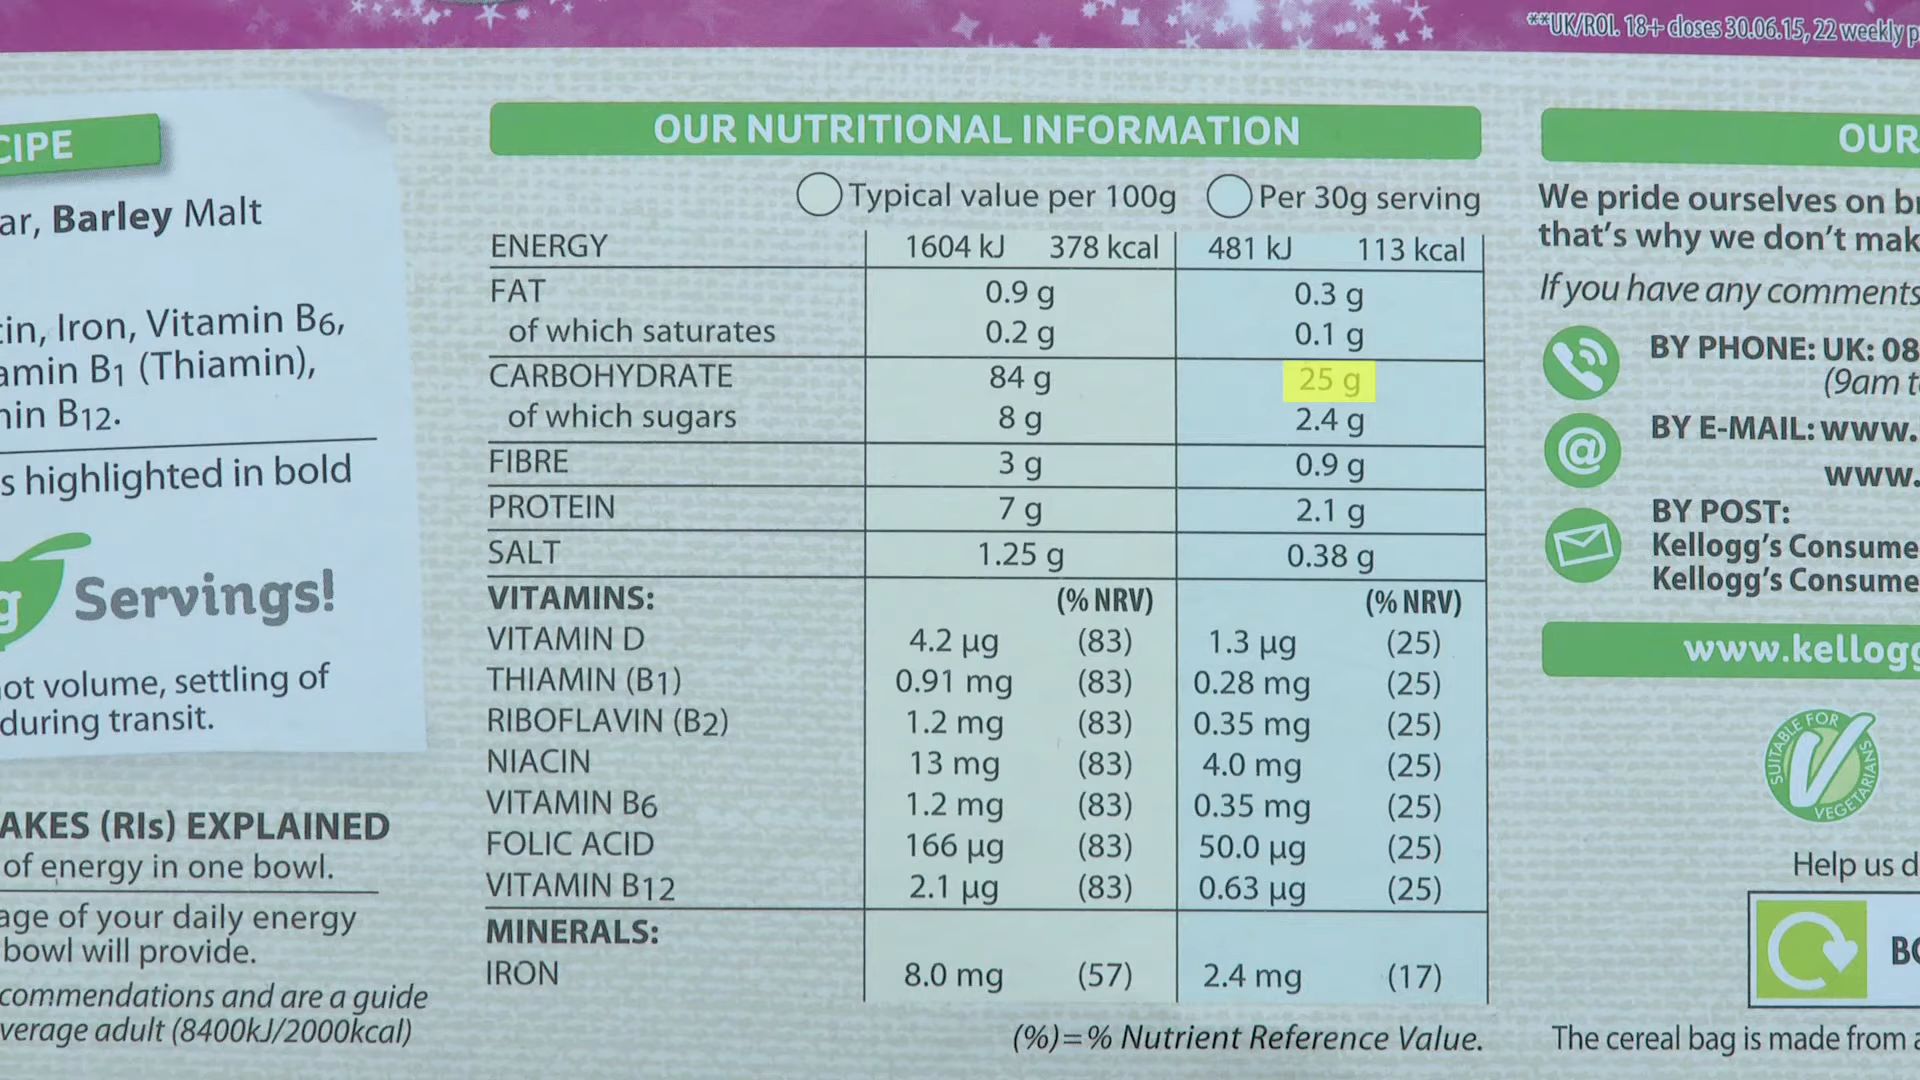 **UK/ROI. 18+ closes 30.06.15, 22 weekly
CIPE
ar, Barley Malt
in, Iron, Vitamin B6,
amin B1 (Thiamin),
min B12.
s highlighted in bold
g Servings!
ot volume, settling of
during transit.
AKES (RIs) EXPLAINED
of energy in one bowl.
age of your daily energy
bowl will provide.
commendations and are a guide
verage adult (8400kJ/2000kcal)
OUR NUTRITIONAL INFORMATION
Typical value per 100g Per 30g serving
ENERGY 1604 kJ 378 kcal 481 kJ 113 kcal
FAT 0.9 g 0.3 g
of which saturates 0.2 g 0.1 g
CARBOHYDRATE 84 g 25 g
of which sugars 8 g 2.4 g
FIBRE 3 g 0.9 g
PROTEIN 7 g 2.1 g
SALT 1.25 g 0.38 g
VITAMINS: (% NRV) (% NRV)
VITAMIN D 4.2 µg (83) 1.3 µg (25)
THIAMIN (B1) 0.91 mg (83) 0.28 mg (25)
RIBOFLAVIN (B2) 1.2 mg (83) 0.35 mg (25)
NIACIN 13 mg (83) 4.0 mg (25)
VITAMIN B6 1.2 mg (83) 0.35 mg (25)
FOLIC ACID 166 µg (83) 50.0 µg (25)
VITAMIN B12 2.1 µg (83) 0.63 µg (25)
MINERALS:
IRON 8.0 mg (57) 2.4 mg (17)
(%)=% Nutrient Reference Value.
OUR
We pride ourselves on
that's why we don't mak
If you have any comments
BY PHONE: UK: 08
(9am t
BY E-MAIL: www.
www.
BY POST:
Kellogg's Consume
Kellogg's Consume
www.kellogg
SUITABLE FOR
VEGETARIANS
Help us d
BO
The cereal bag is made from a